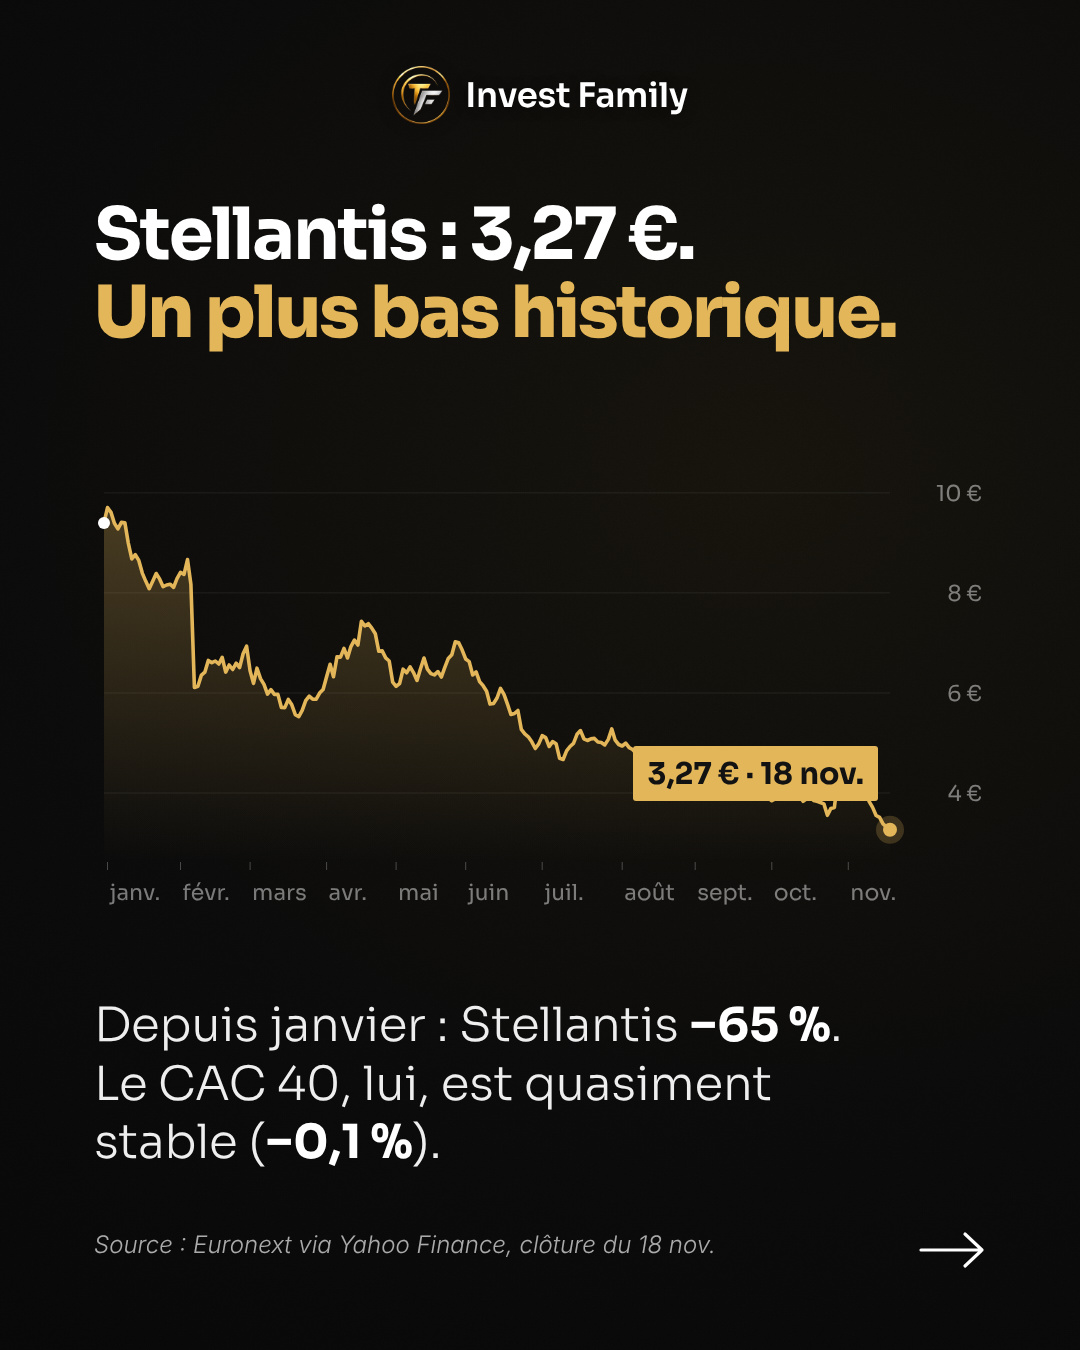 TF
Invest Family
Stellantis : 3,27 €.
Un plus bas historique.
10 €
8 €
6 €
4 €
3,27 € · 18 nov.
janv. févr. mars avr. mai juin juil. août sept. oct. nov.
Depuis janvier : Stellantis −65 %.
Le CAC 40, lui, est quasiment
stable (−0,1 %).
Source : Euronext via Yahoo Finance, clôture du 18 nov.